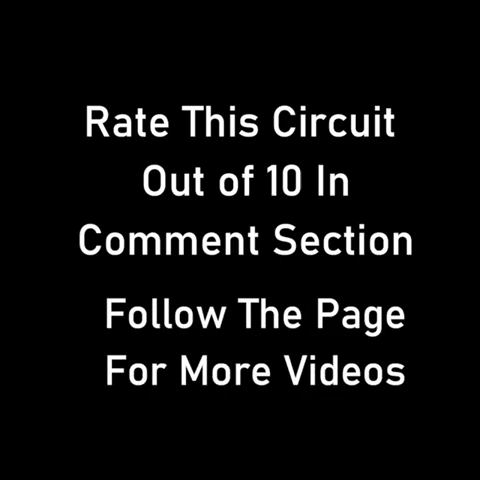 Rate This Circuit
Out of 10 In
Comment Section
Follow The Page
For More Videos